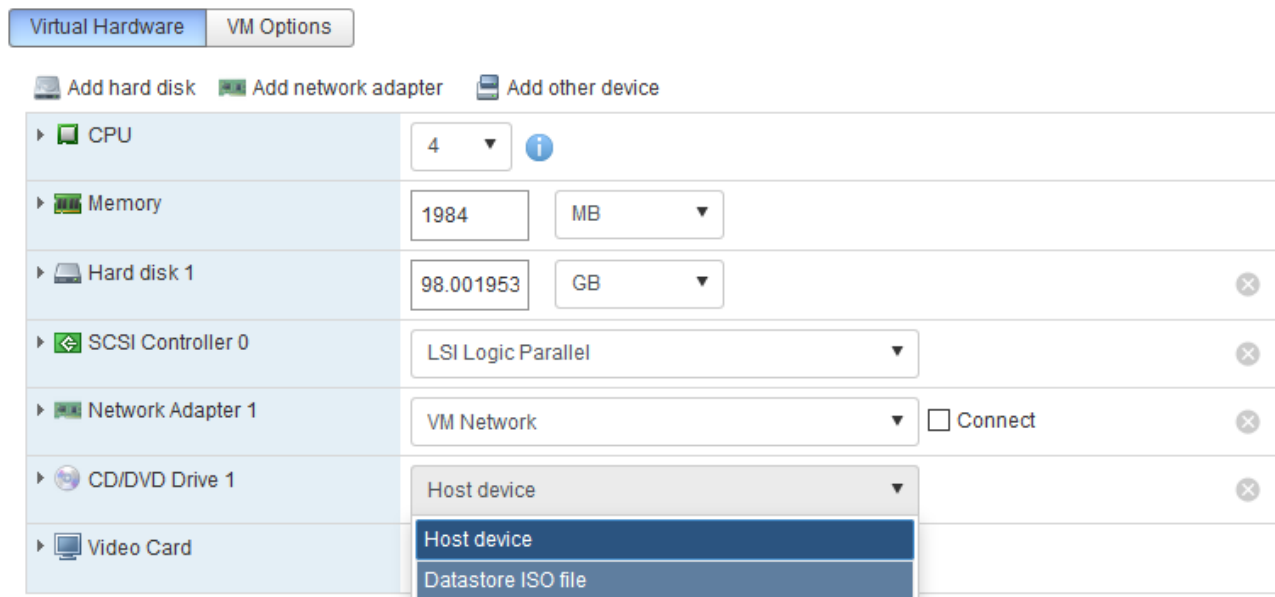 Virtual Hardware VM Options
Add hard disk Add network adapter Add other device
CPU 4
Memory 1984 MB
Hard disk 1 98.001953 GB
SCSI Controller 0 LSI Logic Parallel
Network Adapter 1 VM Network Connect
CD/DVD Drive 1 Host device
Host device
Video Card
Datastore ISO file